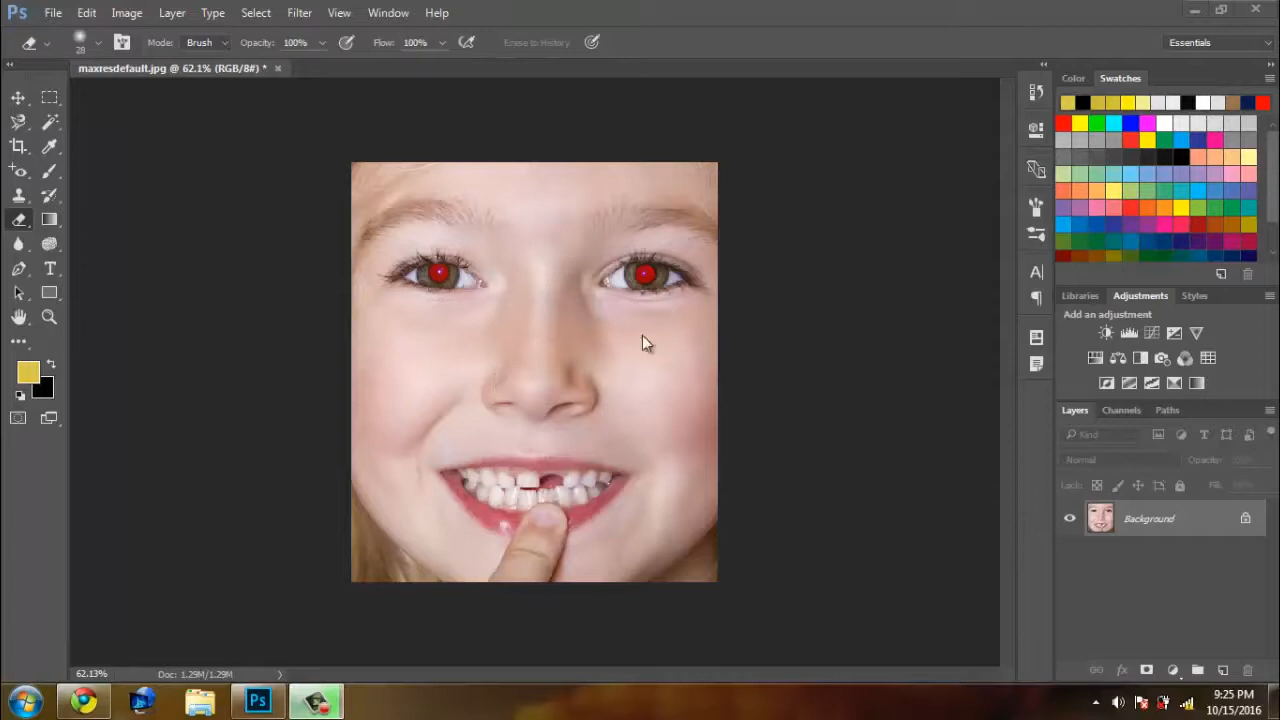 Ps File Edit Image Layer Type Select Filter View Window Help
28 Mode: Brush Opacity: 100% Flow: 100% Erase to History Essentials
maxresdefault.jpg @ 62.1% (RGB/8#) *
Color Swatches
Libraries Adjustments Styles
Add an adjustment
Layers Channels Paths
Kind
Normal Opacity:
Lock: Fill:
Background
62.13% Doc: 1.29M/1.29M
Ps
9:25 PM
10/15/2016